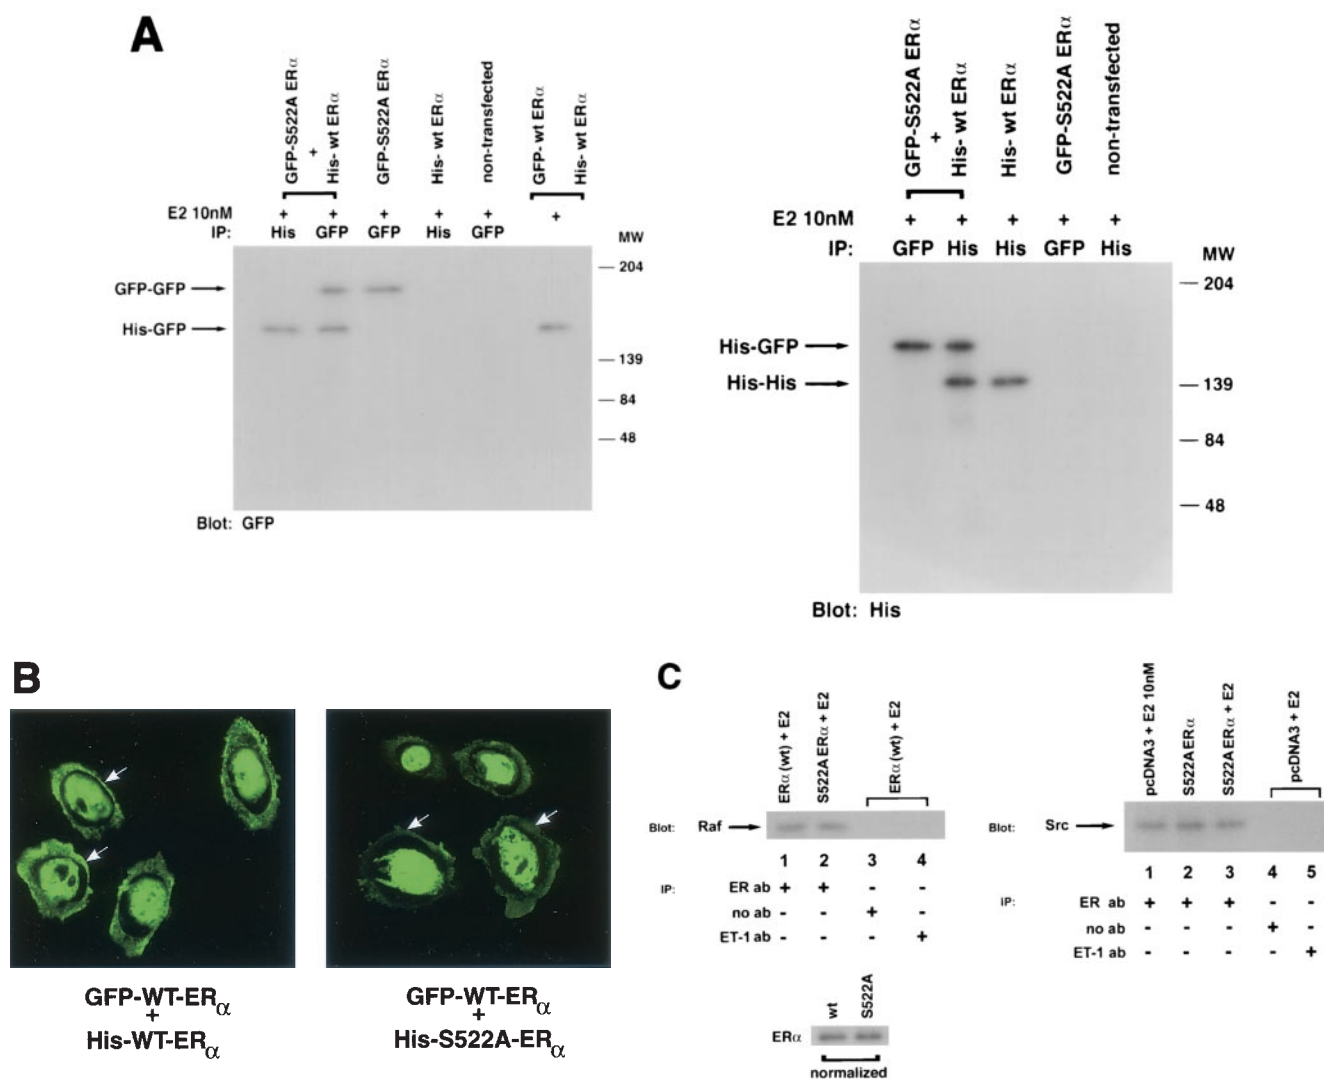 A
GFP-S522A ERα
+
His- wt ERα
GFP-S522A ERα
His- wt ERα
non-transfected
GFP- wt ERα
His- wt ERα
E2 10nM + + + + + +
IP: His GFP GFP His GFP
MW
204
GFP-GFP
His-GFP
139
84
48
Blot: GFP
GFP-S522A ERα
+
His- wt ERα
His- wt ERα
GFP-S522A ERα
non-transfected
E2 10nM + + + + +
IP: GFP His His GFP His
MW
204
His-GFP
His-His
139
84
48
Blot: His
B
GFP-WT-ERα
+
His-WT-ERα
GFP-WT-ERα
+
His-S522A-ERα
C
ERα (wt) + E2
S522A ERα + E2
ERα (wt) + E2
Blot: Raf
1 2 3 4
IP: ER ab + + - -
no ab - - + -
ET-1 ab - - - +
wt
S522A
ERα
normalized
pcDNA3 + E2 10nM
S522A ERα
S522A ERα + E2
pcDNA3 + E2
Blot: Src
1 2 3 4 5
IP: ER ab + + + - -
no ab - - - + -
ET-1 ab - - - - +